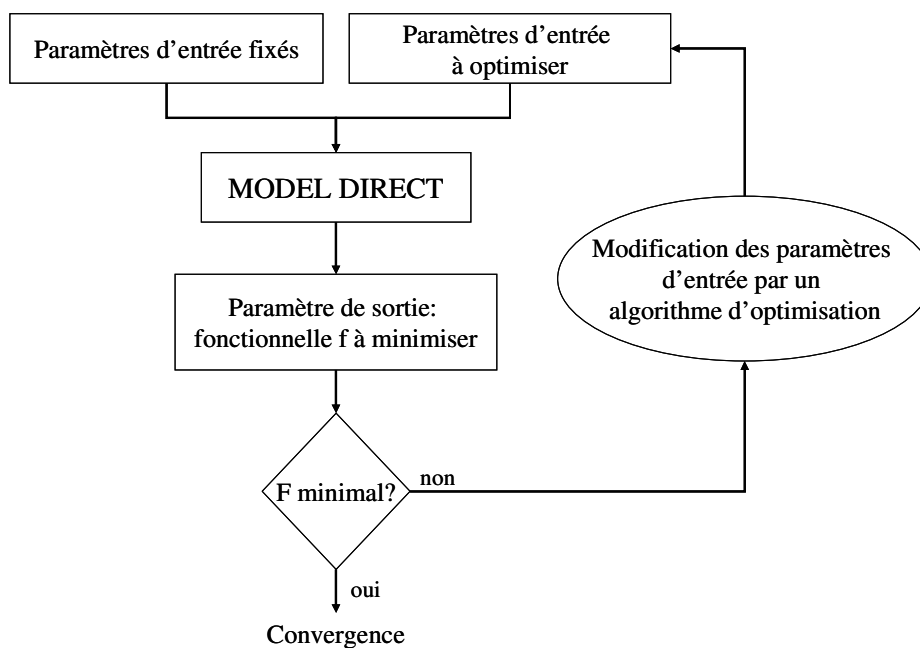 Paramètres d'entrée fixés
Paramètres d'entrée
à optimiser
MODEL DIRECT
Modification des paramètres
d'entrée par un
algorithme d'optimisation
Paramètre de sortie:
fonctionnelle f à minimiser
F minimal?
non
oui
Convergence